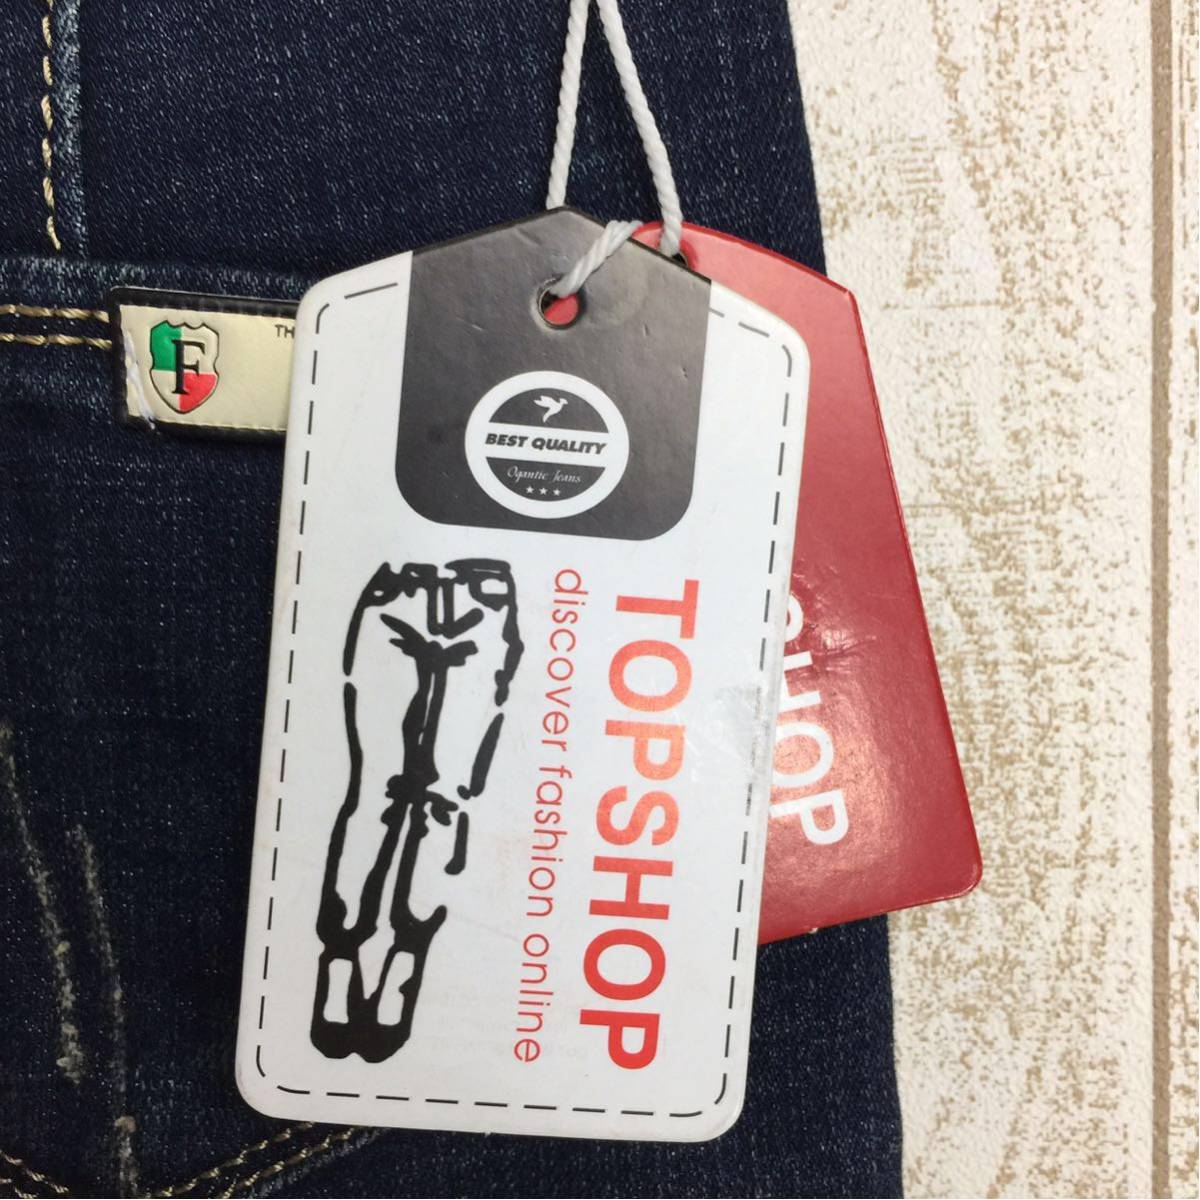 F
TH
BEST QUALITY
Ogantic Jeans
TOPSHOP
discover fashion online
SHOP